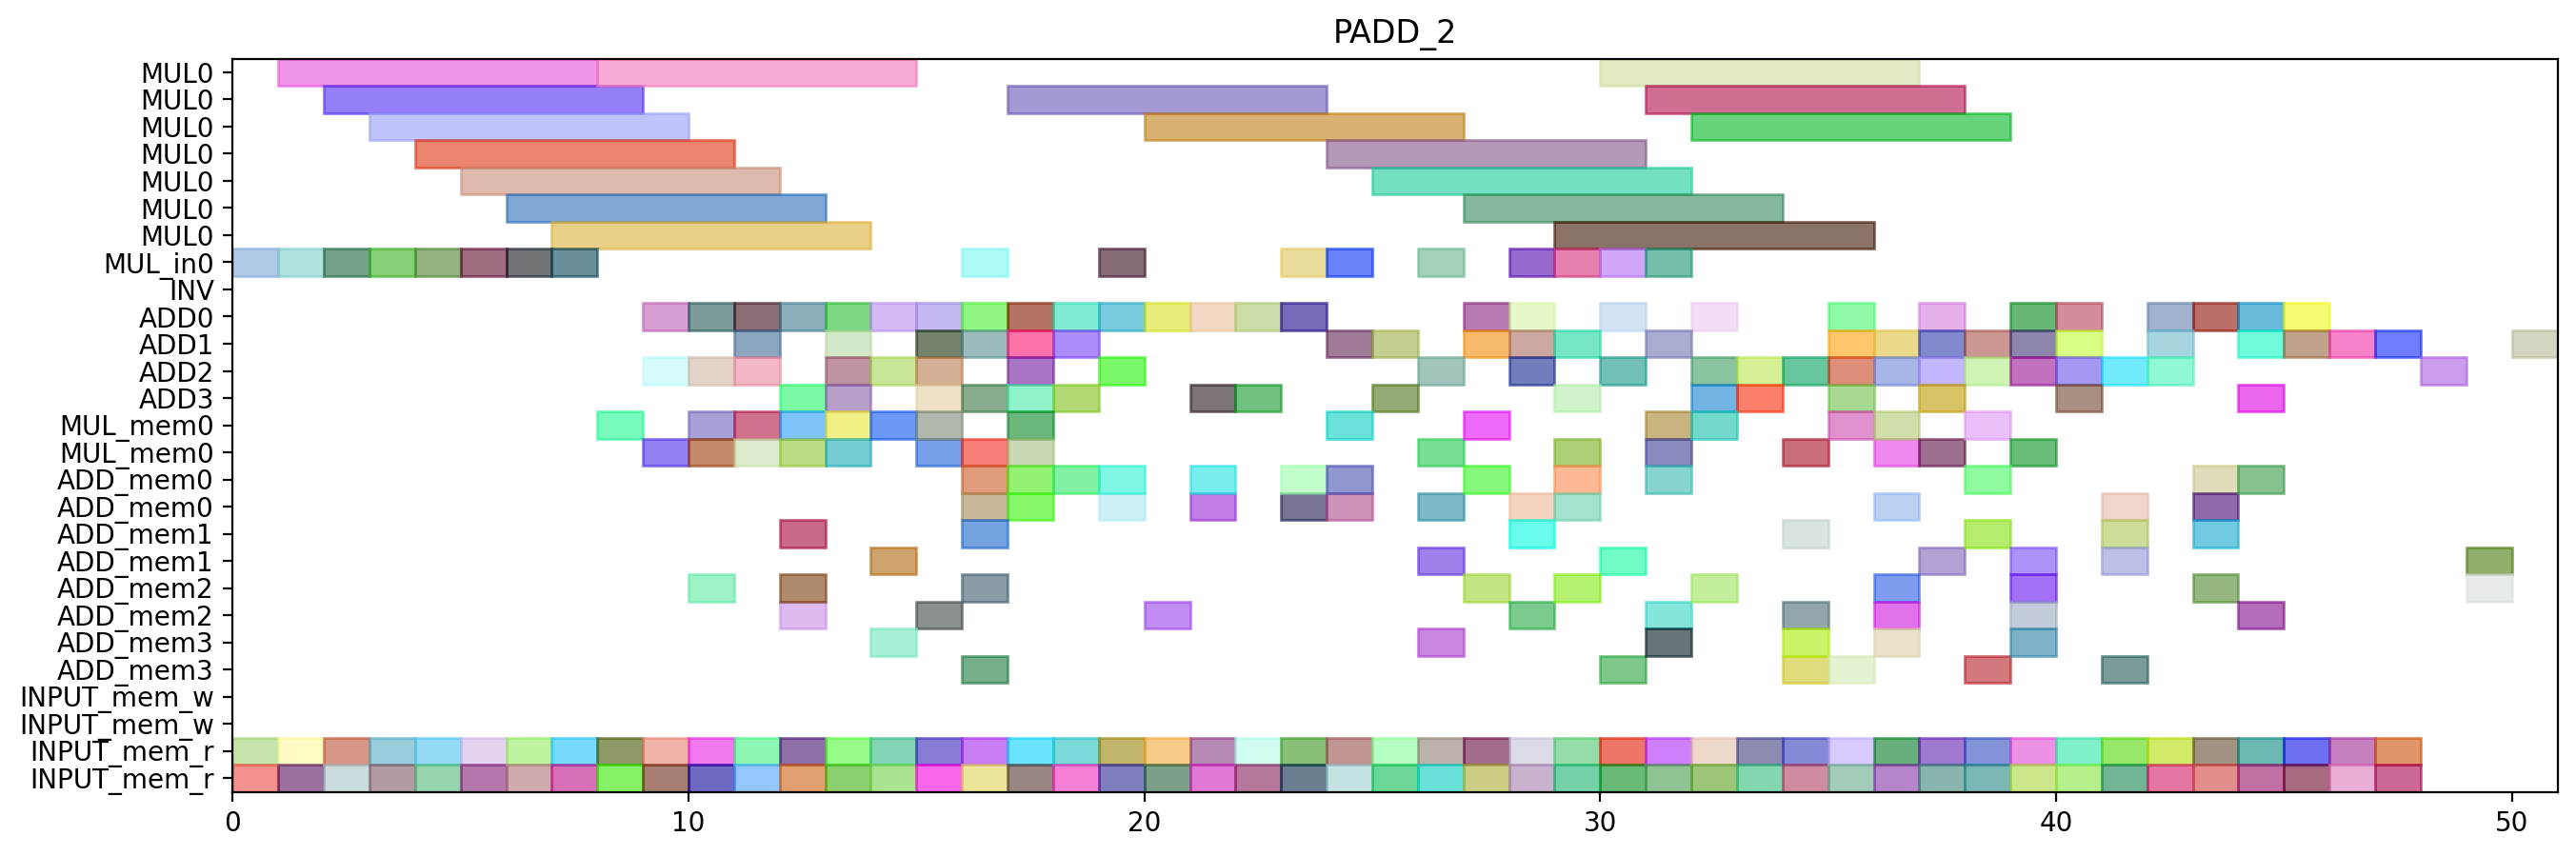 PADD_2
MUL0
MUL0
MUL0
MUL0
MUL0
MUL0
MUL0
MUL_in0
INV
ADD0
ADD1
ADD2
ADD3
MUL_mem0
MUL_mem0
ADD_mem0
ADD_mem0
ADD_mem1
ADD_mem1
ADD_mem2
ADD_mem2
ADD_mem3
ADD_mem3
INPUT_mem_w
INPUT_mem_w
INPUT_mem_r
INPUT_mem_r
0 10 20 30 40 50